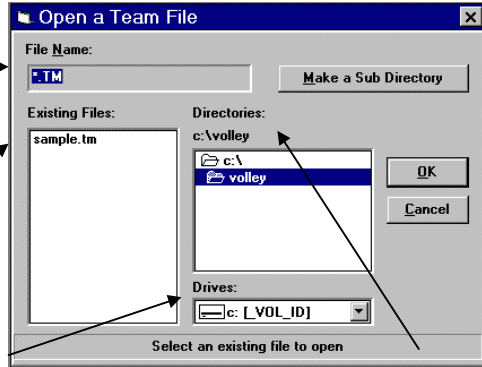 Open a Team File
File Name:
*.TM
Make a Sub Directory
Existing Files:
sample.tm
Directories:
c:\volley
c:\
volley
OK
Cancel
Drives:
c: [_VOL_ID]
Select an existing file to open